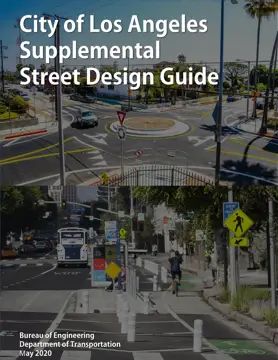 City of Los Angeles
Supplemental
Street Design Guide
Bureau of Engineering
Department of Transportation
May 2020